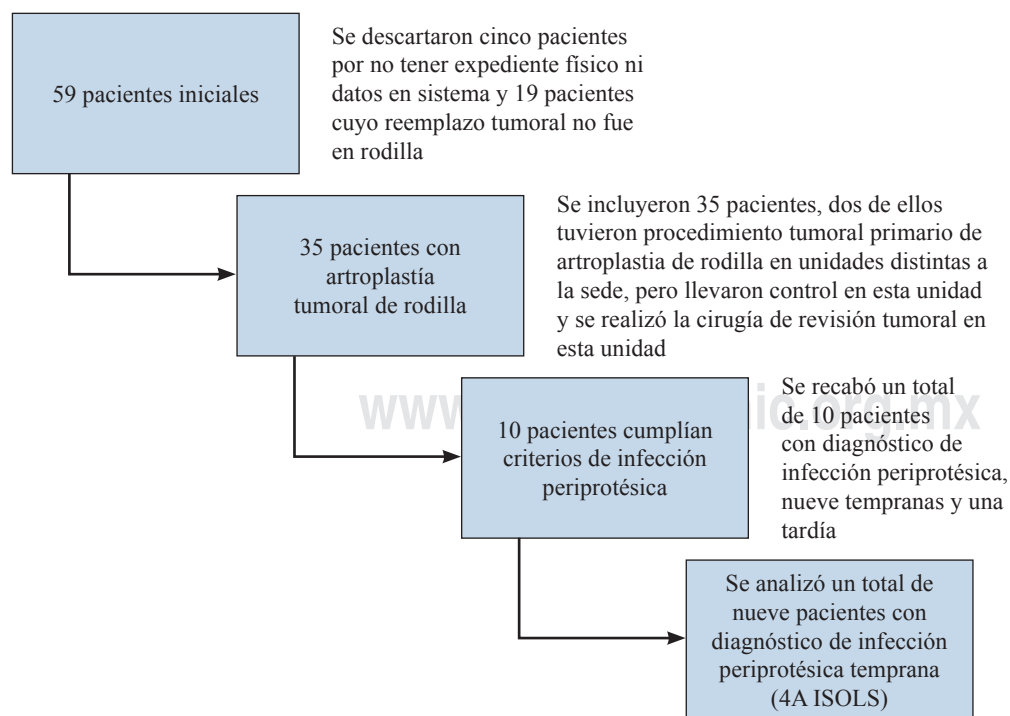 59 pacientes iniciales
Se descartaron cinco pacientes
por no tener expediente físico ni
datos en sistema y 19 pacientes
cuyo reemplazo tumoral no fue
en rodilla
35 pacientes con
artroplastía
tumoral de rodilla
Se incluyeron 35 pacientes, dos de ellos
tuvieron procedimiento tumoral primario de
artroplastia de rodilla en unidades distintas a
la sede, pero llevaron control en esta unidad
y se realizó la cirugía de revisión tumoral en
esta unidad
10 pacientes cumplían
criterios de infección
periprotésica
Se recabó un total
de 10 pacientes
con diagnóstico de
infección periprotésica,
nueve tempranas y una
tardía
Se analizó un total de
nueve pacientes con
diagnóstico de infección
periprotésica temprana
(4A ISOLS)